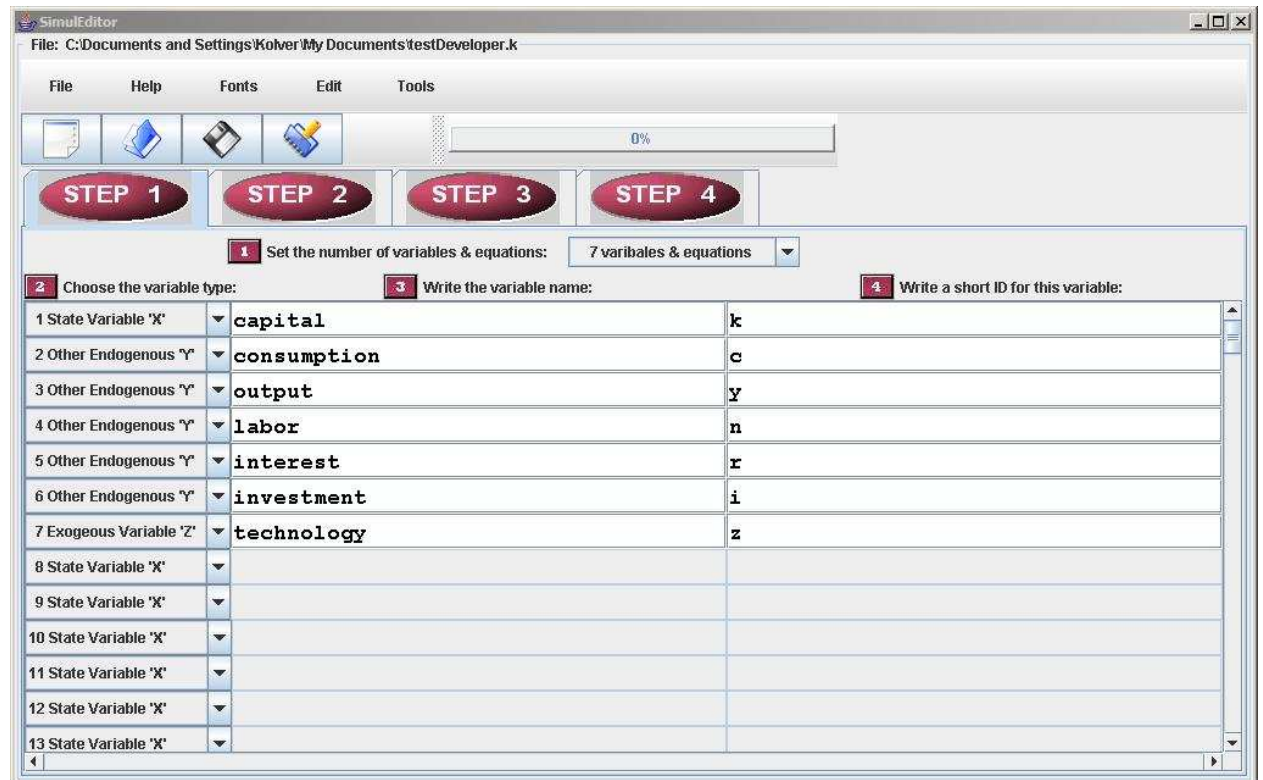 SimulEditor
File: C:\Documents and Settings\Kolver\My Documents\testDeveloper.k
File Help Fonts Edit Tools
0%
STEP 1 STEP 2 STEP 3 STEP 4
1 Set the number of variables & equations: 7 varibales & equations
2 Choose the variable type: 3 Write the variable name: 4 Write a short ID for this variable:
1 State Variable 'X' capital k
2 Other Endogenous 'Y' consumption c
3 Other Endogenous 'Y' output y
4 Other Endogenous 'Y' labor n
5 Other Endogenous 'Y' interest r
6 Other Endogenous 'Y' investment i
7 Exogeous Variable 'Z' technology z
8 State Variable 'X'
9 State Variable 'X'
10 State Variable 'X'
11 State Variable 'X'
12 State Variable 'X'
13 State Variable 'X'